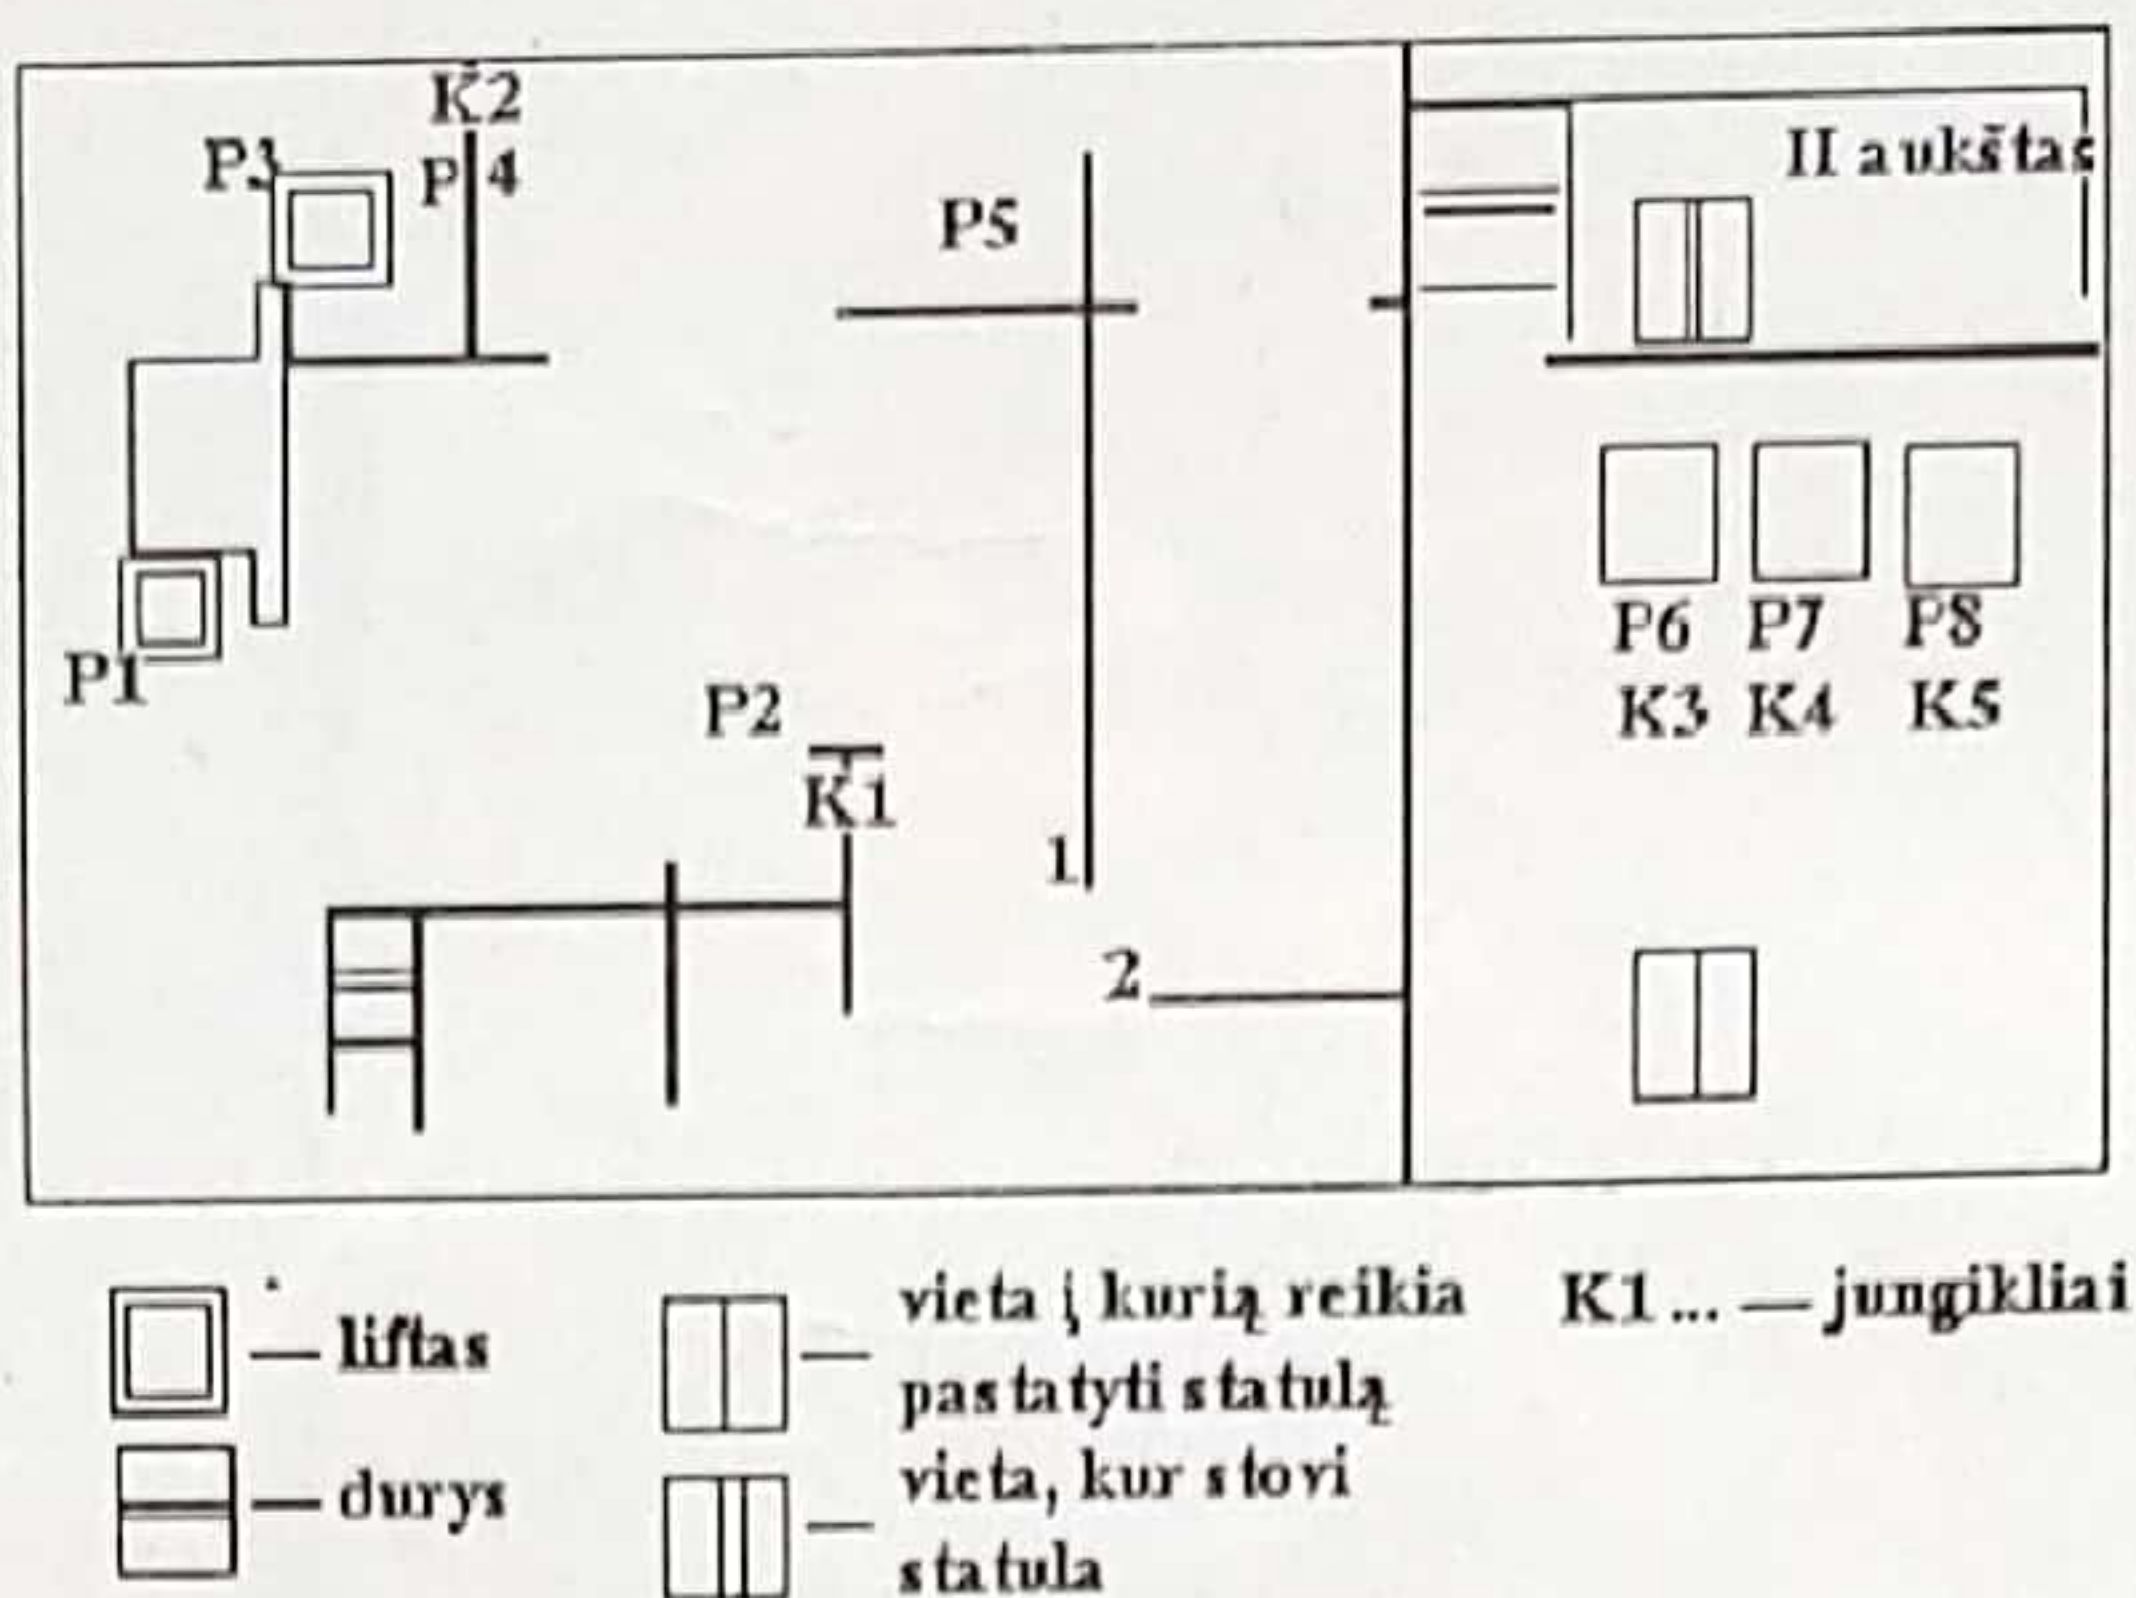 K2
P3
P4
II aukštas
P5
P6 P7 P8
K3 K4 K5
P1
P2
K1
1
2
— liftas
— durys
— vieta į kurią reikia
pastatyti statulą
— vieta, kur stovi
statula
K1... — jungikliai